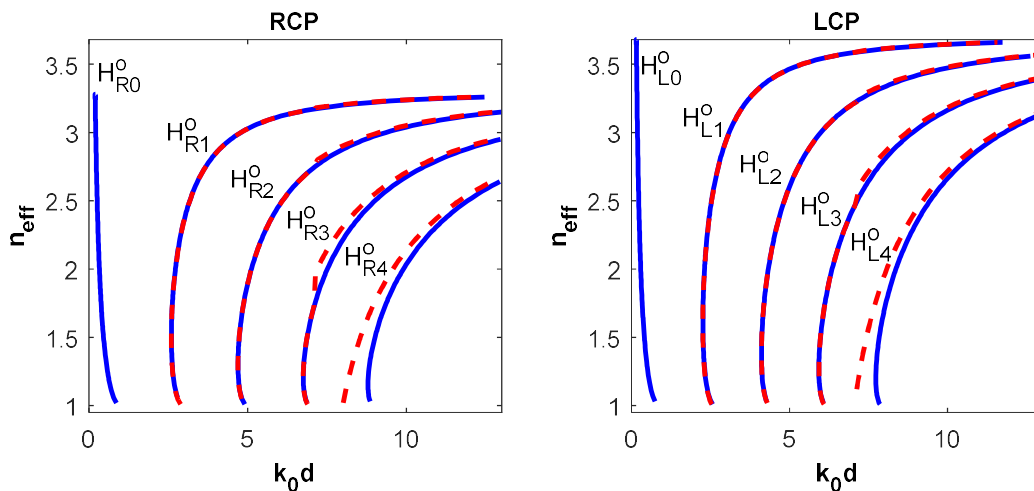 RCP
3.5
3
2.5
2
1.5
1
n_eff
H^o_R0
H^o_R1
H^o_R2
H^o_R3
H^o_R4
0
5
10
k_0d
LCP
3.5
3
2.5
2
1.5
1
n_eff
H^o_L0
H^o_L1
H^o_L2
H^o_L3
H^o_L4
0
5
10
k_0d